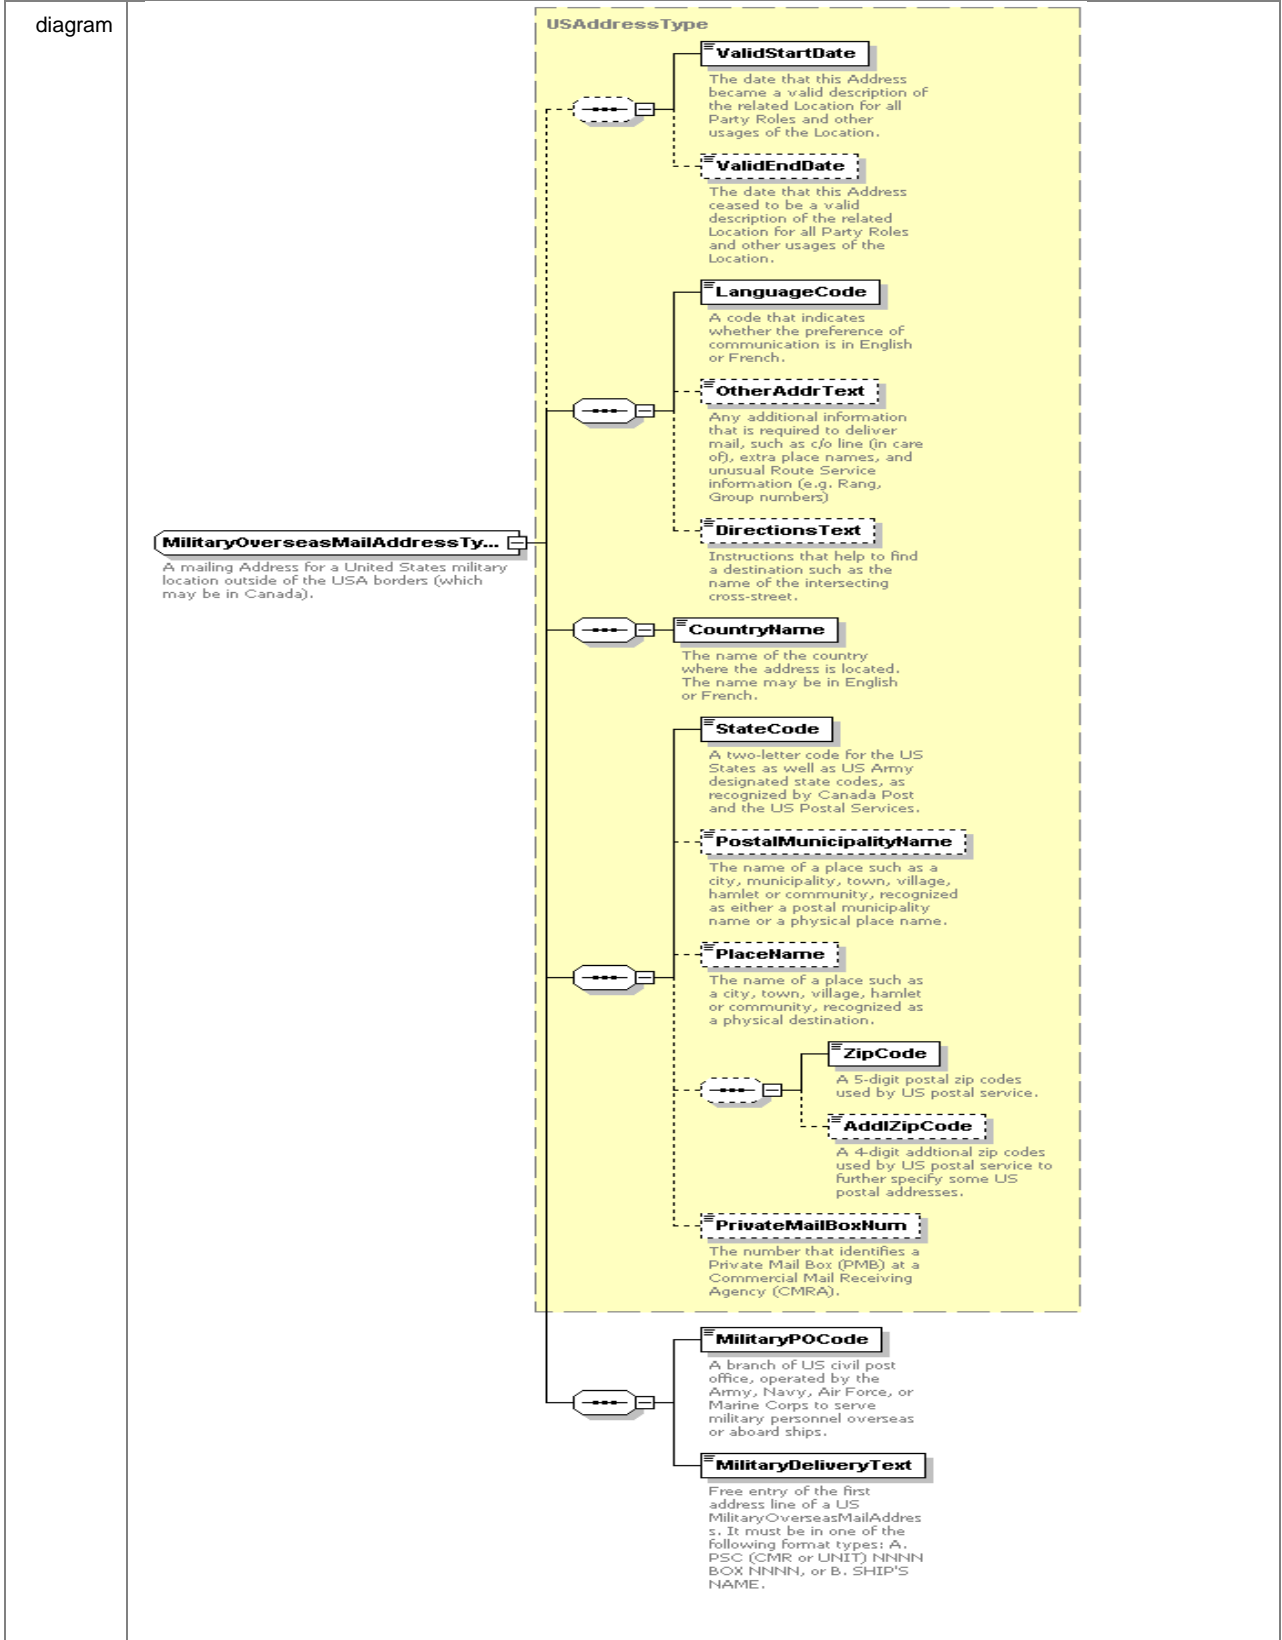 diagram
USAddressType
ValidStartDate
The date that this Address
became a valid description of
the related Location for all
Party Roles and other
usages of the Location.
ValidEndDate
The date that this Address
ceased to be a valid
description of the related
Location for all Party Roles
and other usages of the
Location.
LanguageCode
A code that indicates
whether the preference of
communication is in English
or French.
OtherAddrText
Any additional information
that is required to deliver
mail, such as c/o line (in care
of), extra place names, and
unusual Route Service
information (e.g. Rang,
Group numbers)
DirectionsText
Instructions that help to find
a destination such as the
name of the intersecting
cross-street.
MilitaryOverseasMailAddressTy...
A mailing Address for a United States military
location outside of the USA borders (which
may be in Canada).
CountryName
The name of the country
where the address is located.
The name may be in English
or French.
StateCode
A two-letter code for the US
States as well as US Army
designated state codes, as
recognized by Canada Post
and the US Postal Services.
PostalMunicipalityName
The name of a place such as a
city, municipality, town, village,
hamlet or community, recognized
as either a postal municipality
name or a physical place name.
PlaceName
The name of a place such as
a city, town, village, hamlet
or community, recognized as
a physical destination.
ZipCode
A 5-digit postal zip codes
used by US postal service.
AddlZipCode
A 4-digit addtional zip codes
used by US postal service to
further specify some US
postal addresses.
PrivateMailBoxNum
The number that identifies a
Private Mail Box (PMB) at a
Commercial Mail Receiving
Agency (CMRA).
MilitaryPOCode
A branch of US civil post
office, operated by the
Army, Navy, Air Force, or
Marine Corps to serve
military personnel overseas
or aboard ships.
MilitaryDeliveryText
Free entry of the first
address line of a US
MilitaryOverseasMailAddres
s. It must be in one of the
following format types: A.
PSC (CMR or UNIT) NNNN
BOX NNNN, or B. SHIP'S
NAME.